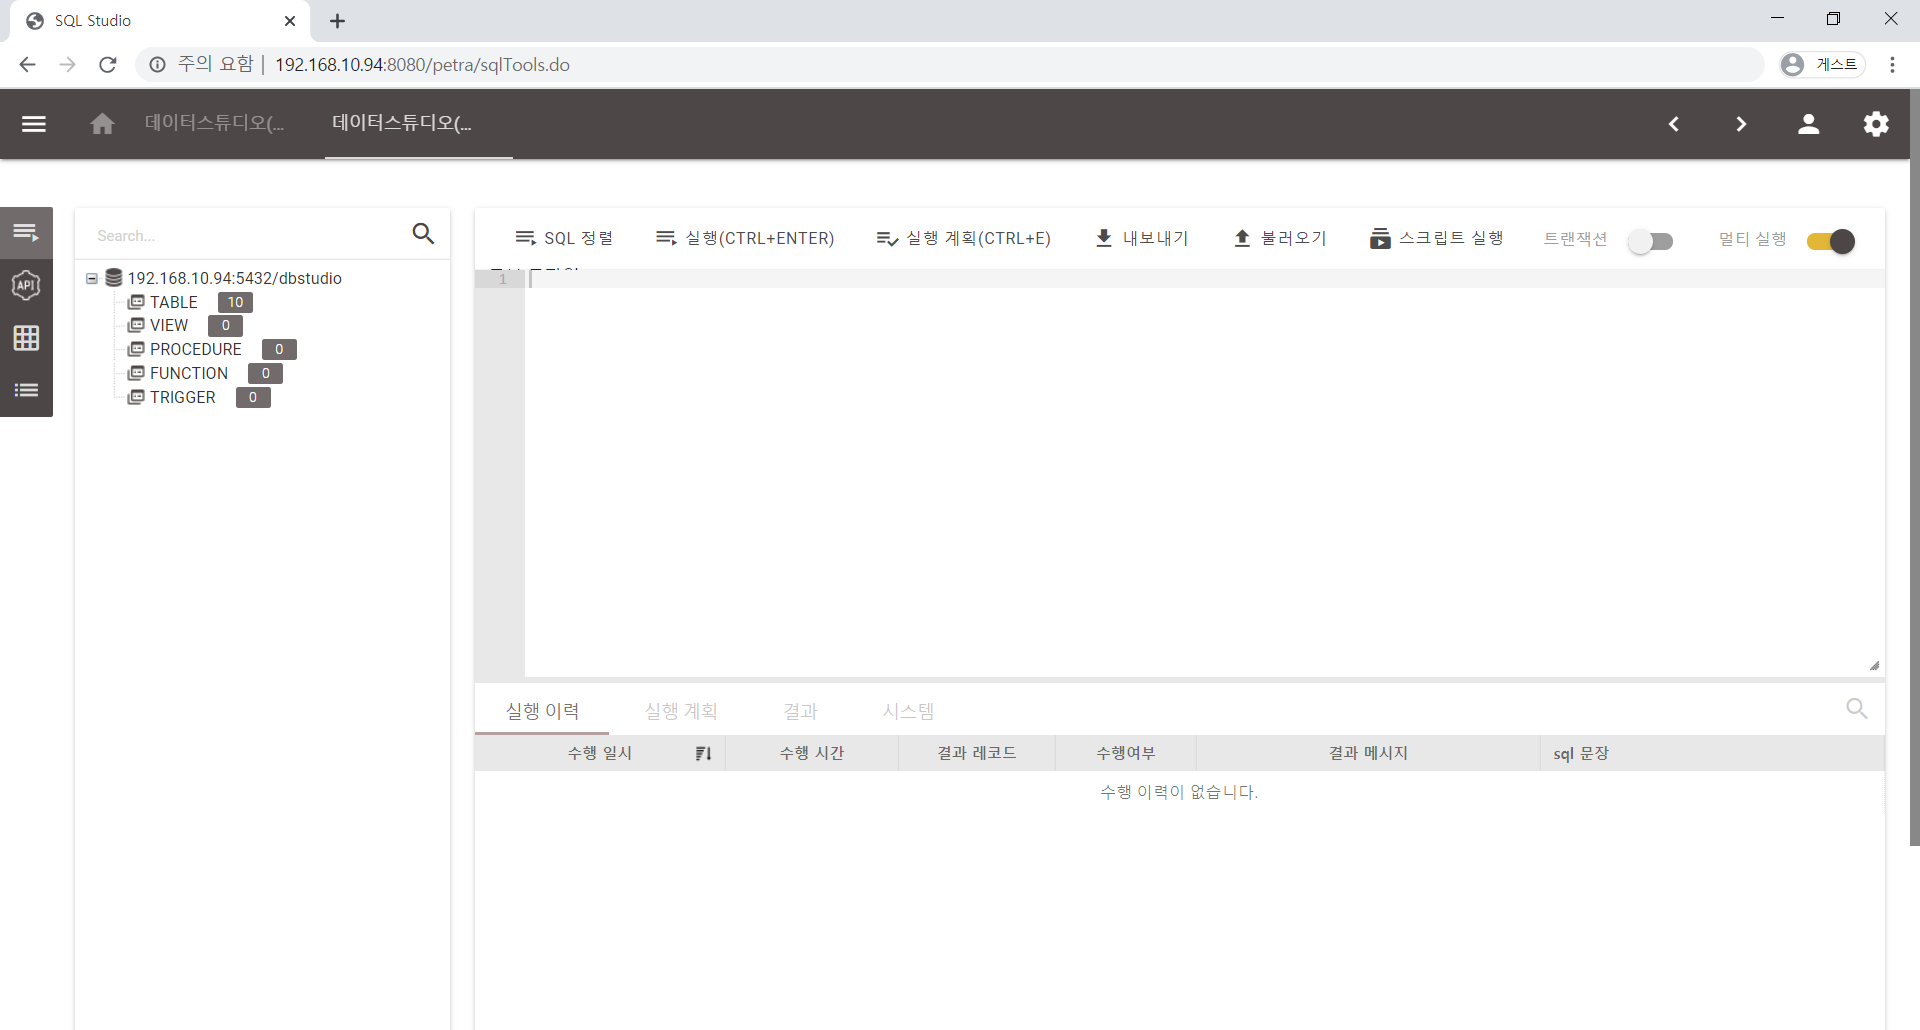 SQL Studio
주의 요함 | 192.168.10.94:8080/petra/sqlTools.do
게스트
데이터스튜디오(...
데이터스튜디오(...
Search...
SQL 정렬
실행(CTRL+ENTER)
실행 계획(CTRL+E)
내보내기
불러오기
스크립트 실행
트랜잭션
멀티 실행
API
192.168.10.94:5432/dbstudio
TABLE 10
VIEW 0
PROCEDURE 0
FUNCTION 0
TRIGGER 0
1
실행 이력
실행 계획
결과
시스템
수행 일시
수행 시간
결과 레코드
수행여부
결과 메시지
sql 문장
수행 이력이 없습니다.